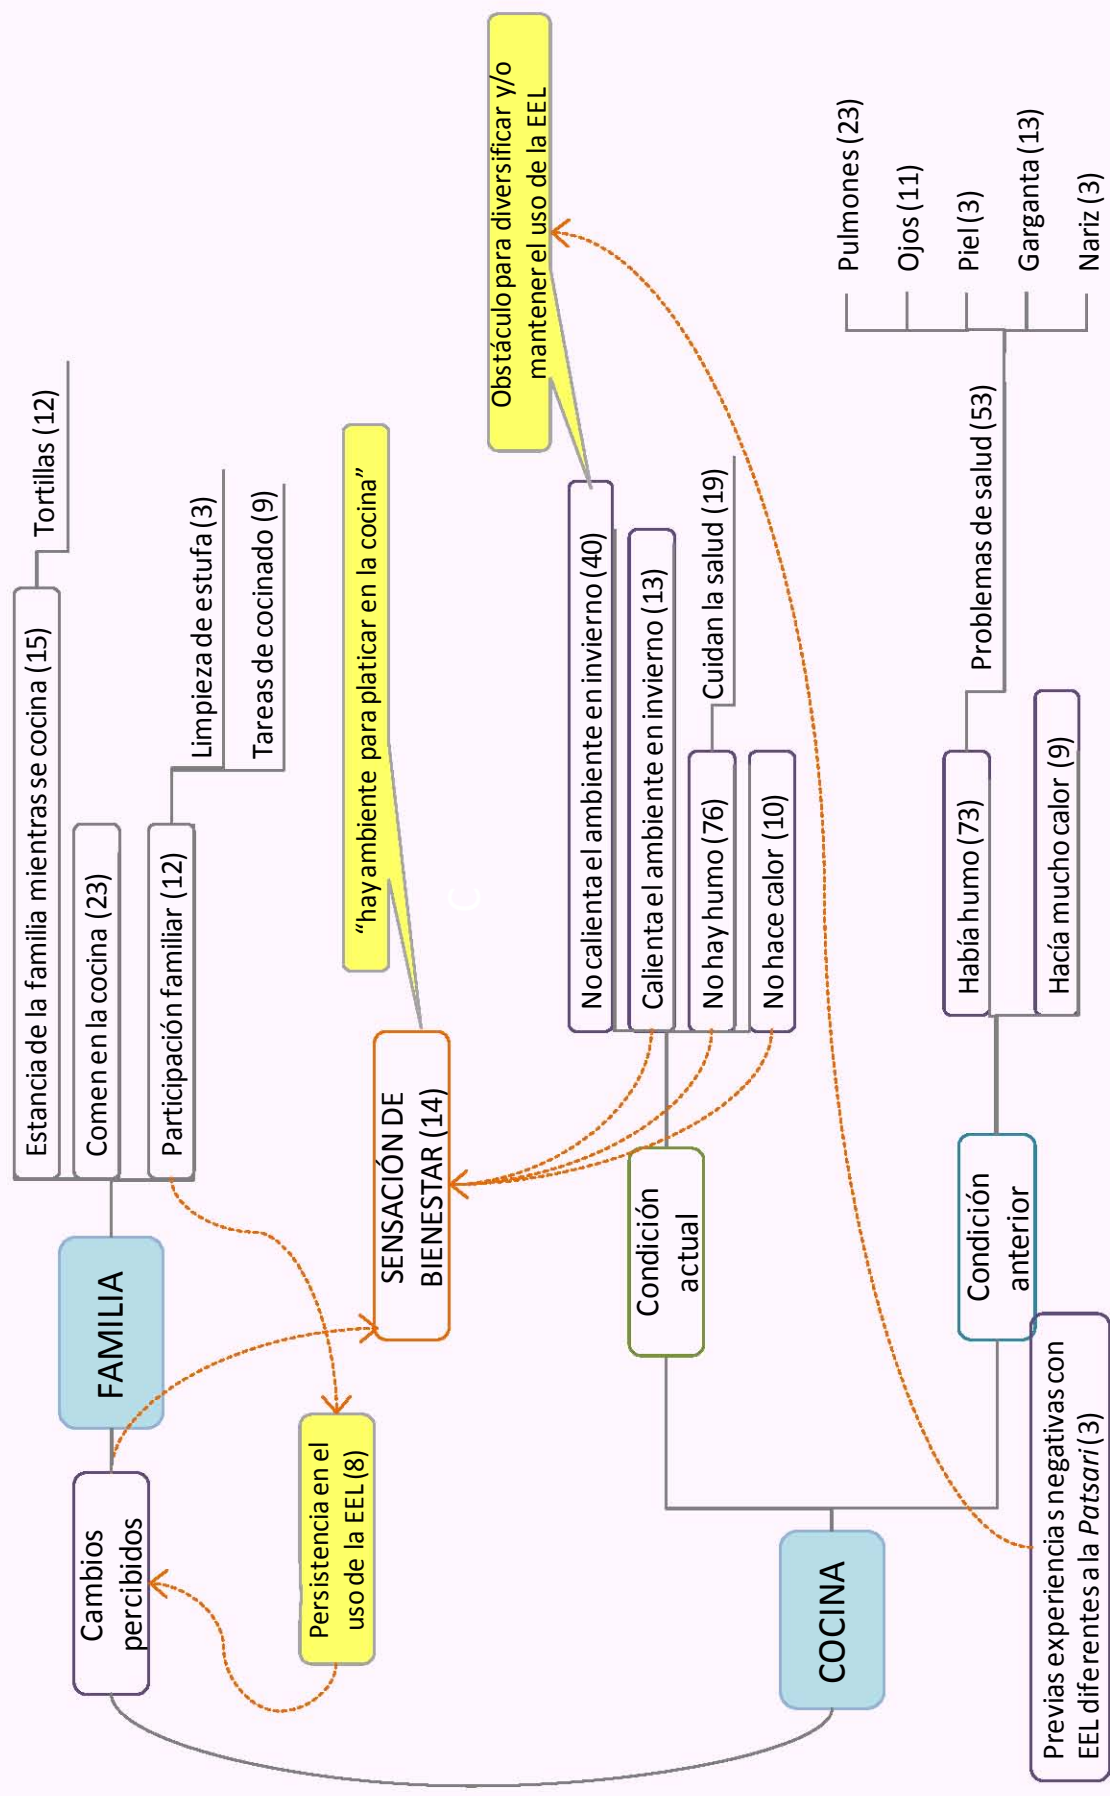 Cambios
percibidos
FAMILIA
Estancia de la familia mientras se cocina (15)
Tortillas (12)
Comen en la cocina (23)
Participación familiar (12)
Limpieza de estufa (3)
Tareas de cocinado (9)
Persistencia en el
uso de la EEL (8)
SENSACIÓN DE
BIENESTAR (14)
“hay ambiente para platicar en la cocina”
Obstáculo para diversificar y/o
mantener el uso de la EEL
COCINA
Condición
actual
No calienta el ambiente en invierno (40)
Calienta el ambiente en invierno (13)
No hay humo (76)
Cuidan la salud (19)
No hace calor (10)
Condición
anterior
Había humo (73)
Problemas de salud (53)
Pulmones (23)
Ojos (11)
Piel (3)
Garganta (13)
Nariz (3)
Hacía mucho calor (9)
Previas experiencias negativas con
EEL diferentes a la Patsari (3)